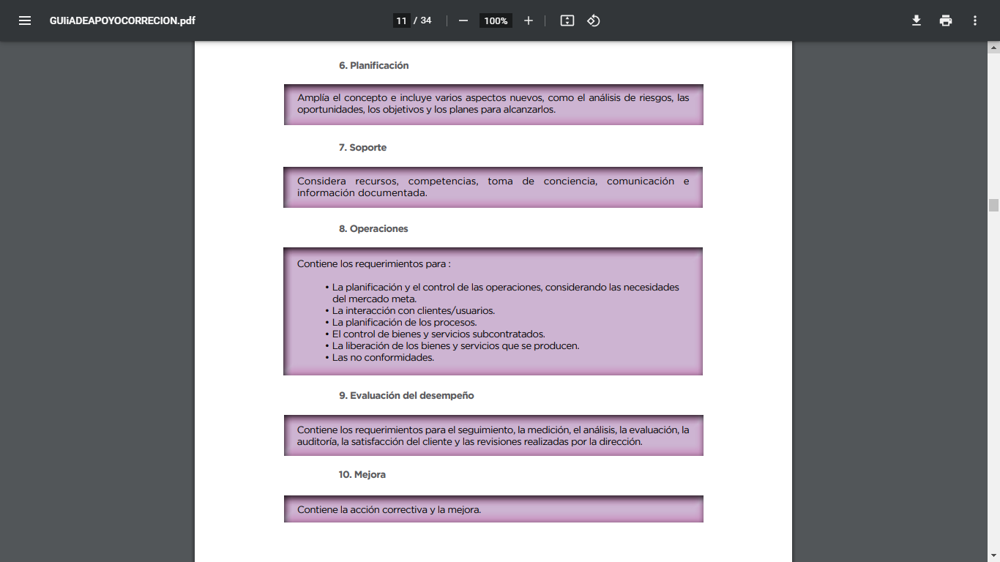 GUIiADEAPOYOCORRECION.pdf
11 / 34
100%
6. Planificación
Amplía el concepto e incluye varios aspectos nuevos, como el análisis de riesgos, las
oportunidades, los objetivos y los planes para alcanzarlos.
7. Soporte
Considera recursos, competencias, toma de conciencia, comunicación e
información documentada.
8. Operaciones
Contiene los requerimientos para :
• La planificación y el control de las operaciones, considerando las necesidades
del mercado meta.
• La interacción con clientes/usuarios.
• La planificación de los procesos.
• El control de bienes y servicios subcontratados.
• La liberación de los bienes y servicios que se producen.
• Las no conformidades.
9. Evaluación del desempeño
Contiene los requerimientos para el seguimiento, la medición, el análisis, la evaluación, la
auditoría, la satisfacción del cliente y las revisiones realizadas por la dirección.
10. Mejora
Contiene la acción correctiva y la mejora.